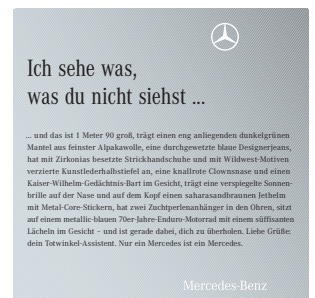 Ich sehe was,
was du nicht siehst ...
... und das ist 1 Meter 90 groß, trägt einen eng anliegenden dunkelgrünen
Mantel aus feinster Alpakawolle, eine durchgewetzte blaue Designerjeans,
hat mit Zirkonias besetzte Strickhandschuhe und mit Wildwest-Motiven
verzierte Kunstlederhalbstiefel an, eine knallrote Clownsnase und einen
Kaiser-Wilhelm-Gedächtnis-Bart im Gesicht, trägt eine verspiegelte Sonnen-
brille auf der Nase und auf dem Kopf einen saharasandbraunen Jethelm
mit Metal-Core-Stickern, hat zwei Zuchtperlenanhänger in den Ohren, sitzt
auf einem metallic-blauen 70er-Jahre-Enduro-Motorrad mit einem süffisanten
Lächeln im Gesicht – und ist gerade dabei, dich zu überholen. Liebe Grüße:
dein Totwinkel-Assistent. Nur ein Mercedes ist ein Mercedes.
Mercedes-Benz